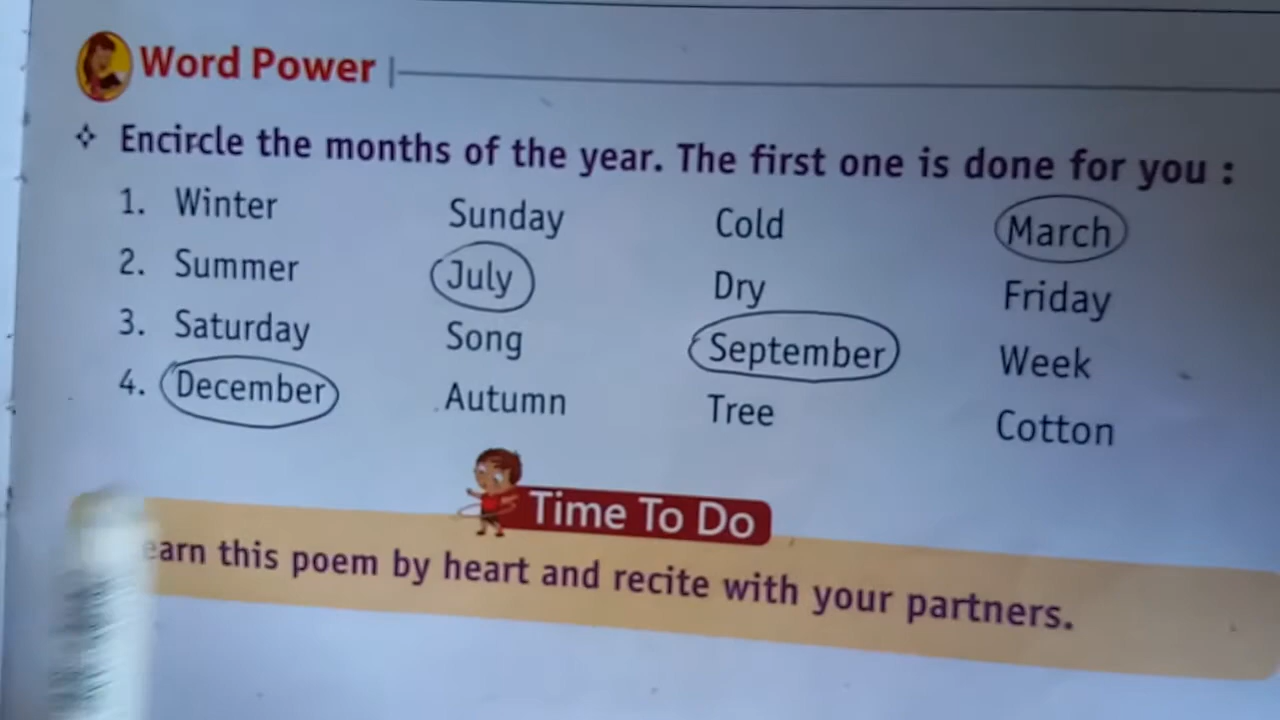 Word Power
❖ Encircle the months of the year. The first one is done for you :
1. Winter Sunday Cold March
2. Summer July Dry Friday
3. Saturday Song September Week
4. December Autumn Tree Cotton
Time To Do
this poem by heart and recite with your partners.